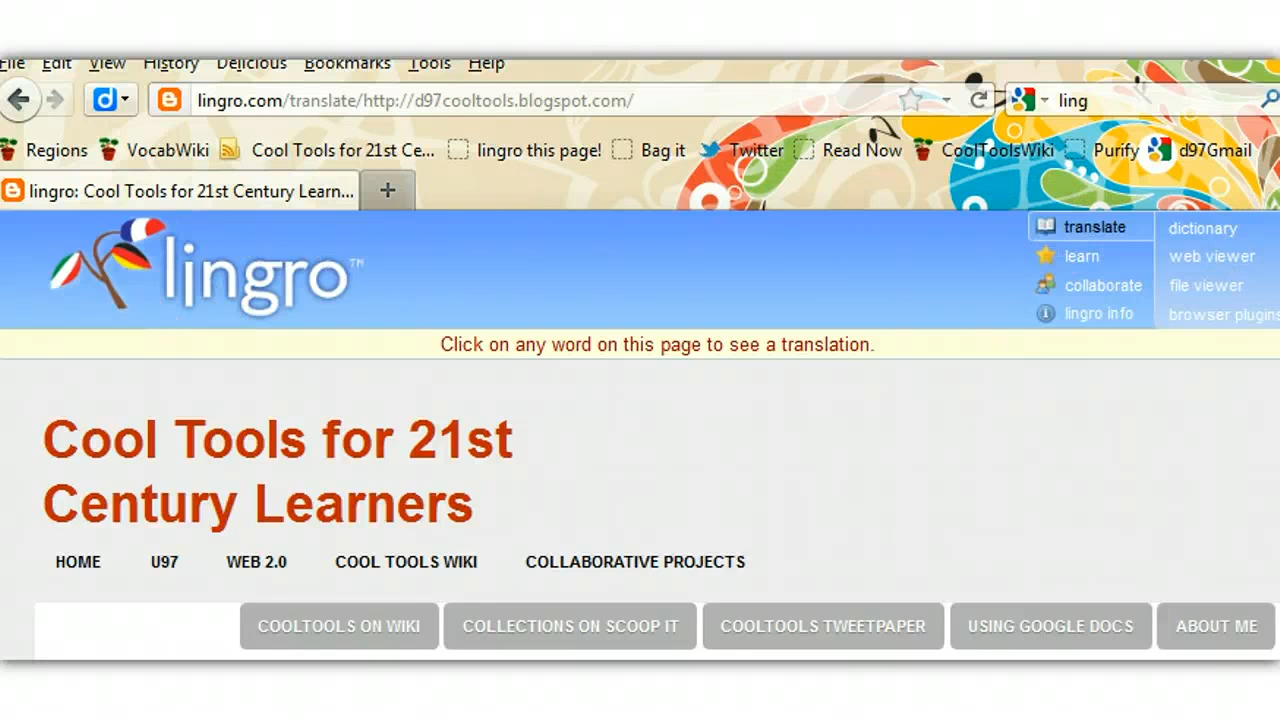 File Edit View History Delicious Bookmarks Tools Help
lingro.com/translate/http://d97cooltools.blogspot.com/ ling
Regions VocabWiki Cool Tools for 21st Ce... lingro this page! Bag it Twitter Read Now CoolToolsWiki Purify d97Gmail
lingro: Cool Tools for 21st Century Learn...
lingro™
translate dictionary
learn web viewer
collaborate file viewer
lingro info browser plugins
Click on any word on this page to see a translation.
Cool Tools for 21st
Century Learners
HOME U97 WEB 2.0 COOL TOOLS WIKI COLLABORATIVE PROJECTS
COOLTOOLS ON WIKI COLLECTIONS ON SCOOP IT COOLTOOLS TWEETPAPER USING GOOGLE DOCS ABOUT ME